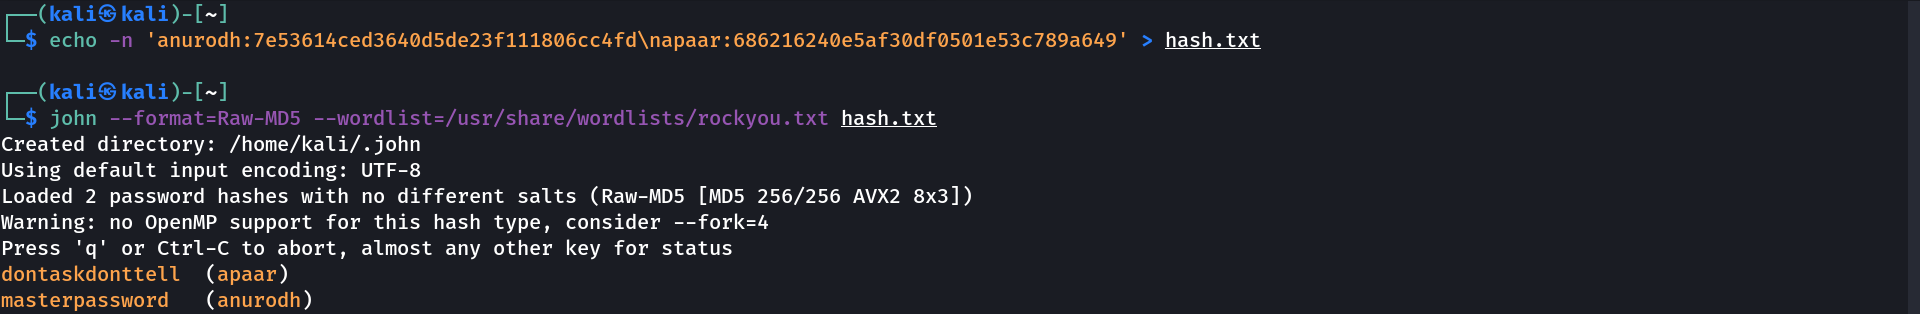 ┌──(kali㉿kali)-[~]
└─$ echo -n 'anurodh:7e53614ced3640d5de23f111806cc4fd\napaar:686216240e5af30df0501e53c789a649' > hash.txt
┌──(kali㉿kali)-[~]
└─$ john --format=Raw-MD5 --wordlist=/usr/share/wordlists/rockyou.txt hash.txt
Created directory: /home/kali/.john
Using default input encoding: UTF-8
Loaded 2 password hashes with no different salts (Raw-MD5 [MD5 256/256 AVX2 8x3])
Warning: no OpenMP support for this hash type, consider --fork=4
Press 'q' or Ctrl-C to abort, almost any other key for status
dontaskdonttell  (apaar)
masterpassword   (anurodh)